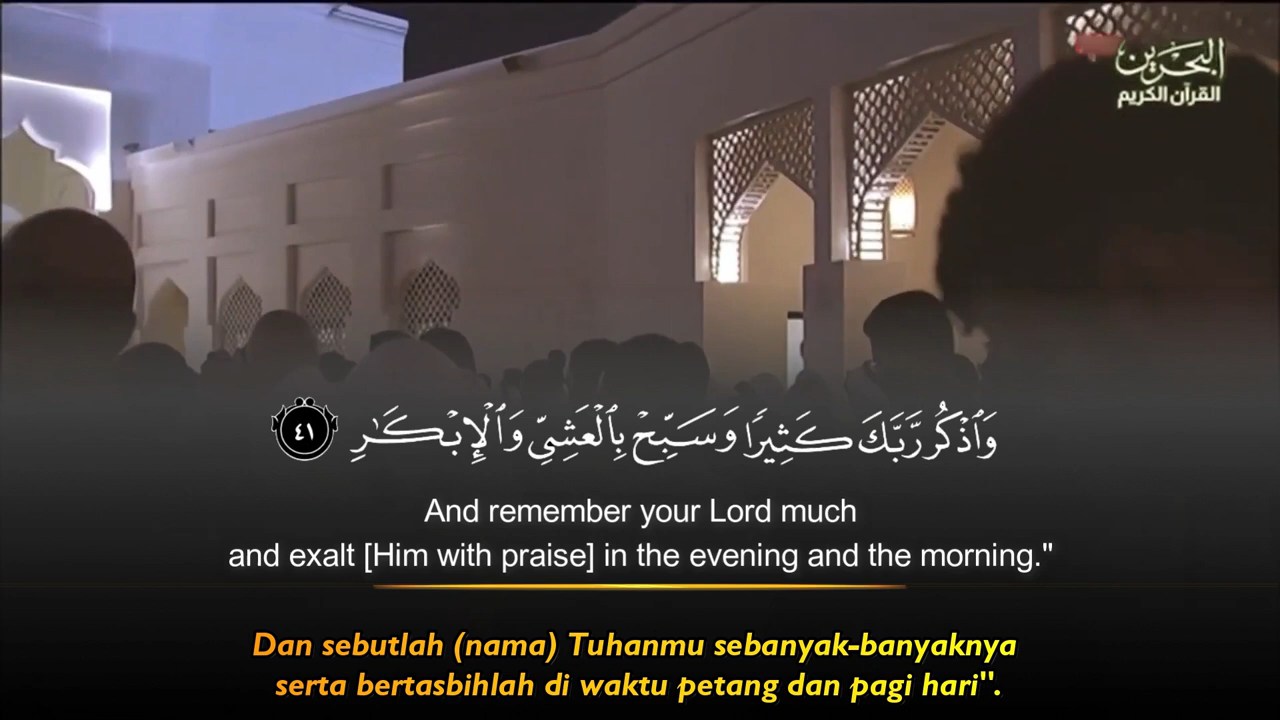 البحرين
القرآن الكريم
وَٱذْكُر رَّبَّكَ كَثِيرًا وَسَبِّحْ بِٱلْعَشِىِّ وَٱلْإِبْكَـٰرِ ٤١
And remember your Lord much
and exalt [Him with praise] in the evening and the morning."
Dan sebutlah (nama) Tuhanmu sebanyak-banyaknya
serta bertasbihlah di waktu petang dan pagi hari".